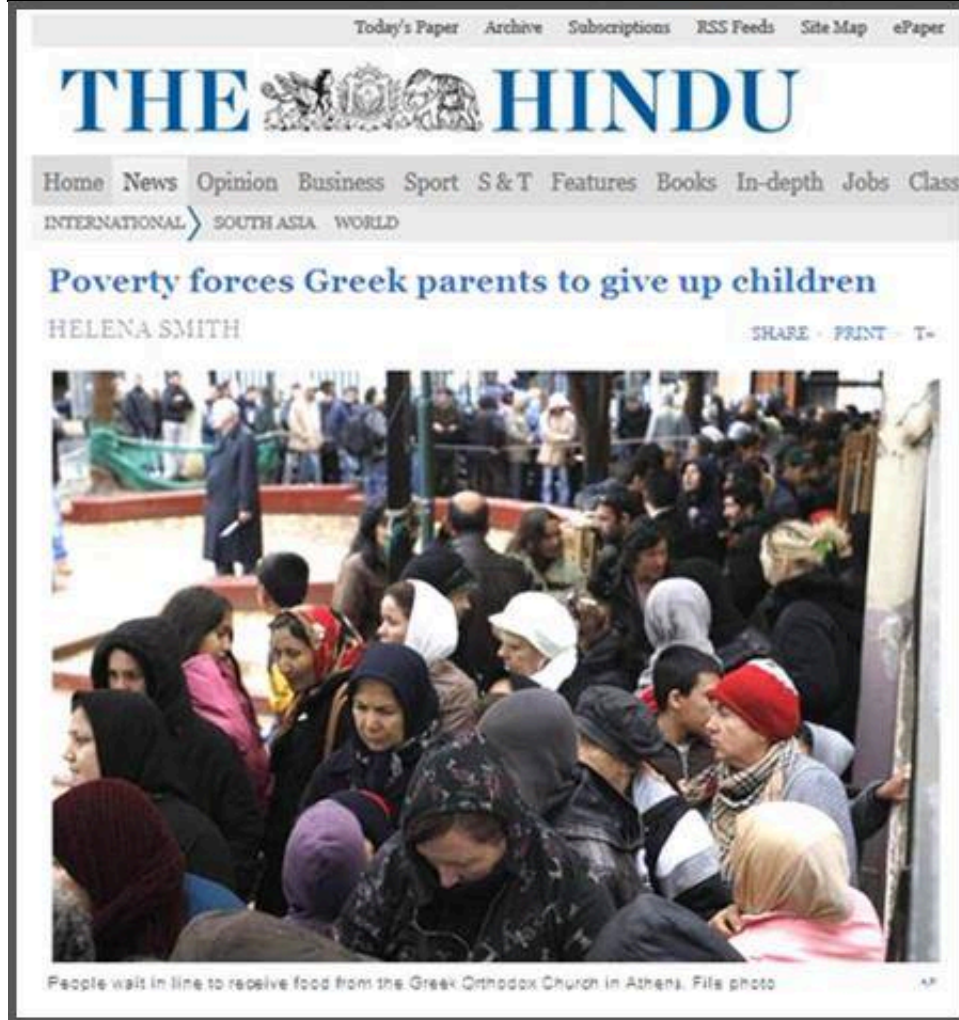 Today's Paper Archive Subscriptions RSS Feeds Site Map ePaper
THE HINDU
Home News Opinion Business Sport S & T Features Books In-depth Jobs Class
INTERNATIONAL SOUTH ASIA WORLD
Poverty forces Greek parents to give up children
HELENA SMITH
SHARE · PRINT · T+
People wait in line to receive food from the Greek Orthodox Church in Athens. File photo
AP